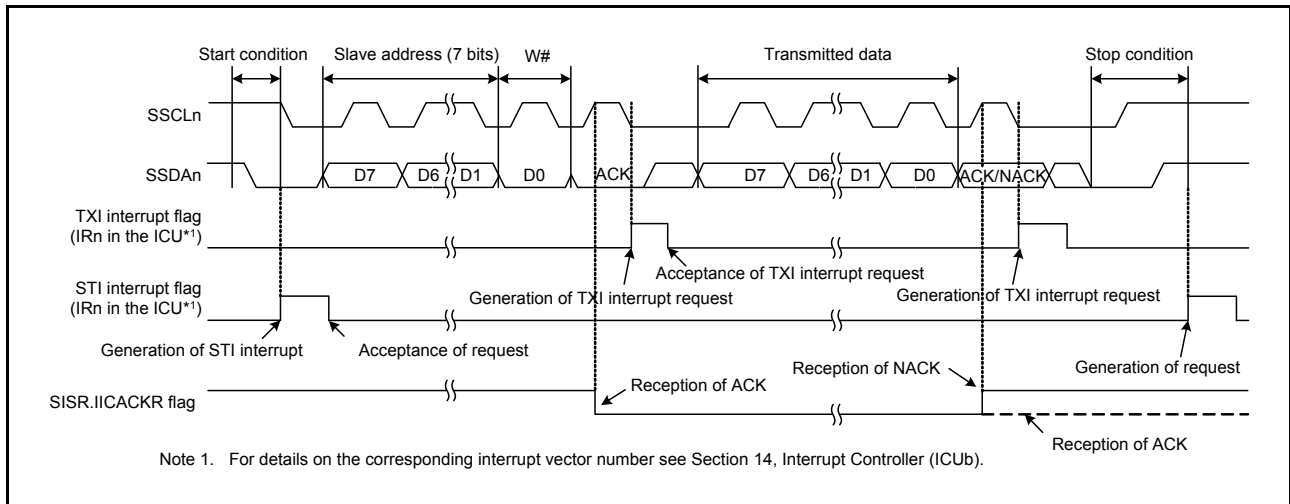 Start condition
Slave address (7 bits)
W#
Transmitted data
Stop condition
SSCLn
SSDAn
D7
D6
D1
D0
ACK
D7
D6
D1
D0
ACK/NACK
TXI interrupt flag
(IRn in the ICU*1)
Acceptance of TXI interrupt request
Generation of TXI interrupt request
Generation of TXI interrupt request
STI interrupt flag
(IRn in the ICU*1)
Generation of STI interrupt
Acceptance of request
Generation of request
SISR.IICACKR flag
Reception of ACK
Reception of NACK
Reception of ACK
Note 1. For details on the corresponding interrupt vector number see Section 14, Interrupt Controller (ICUb).